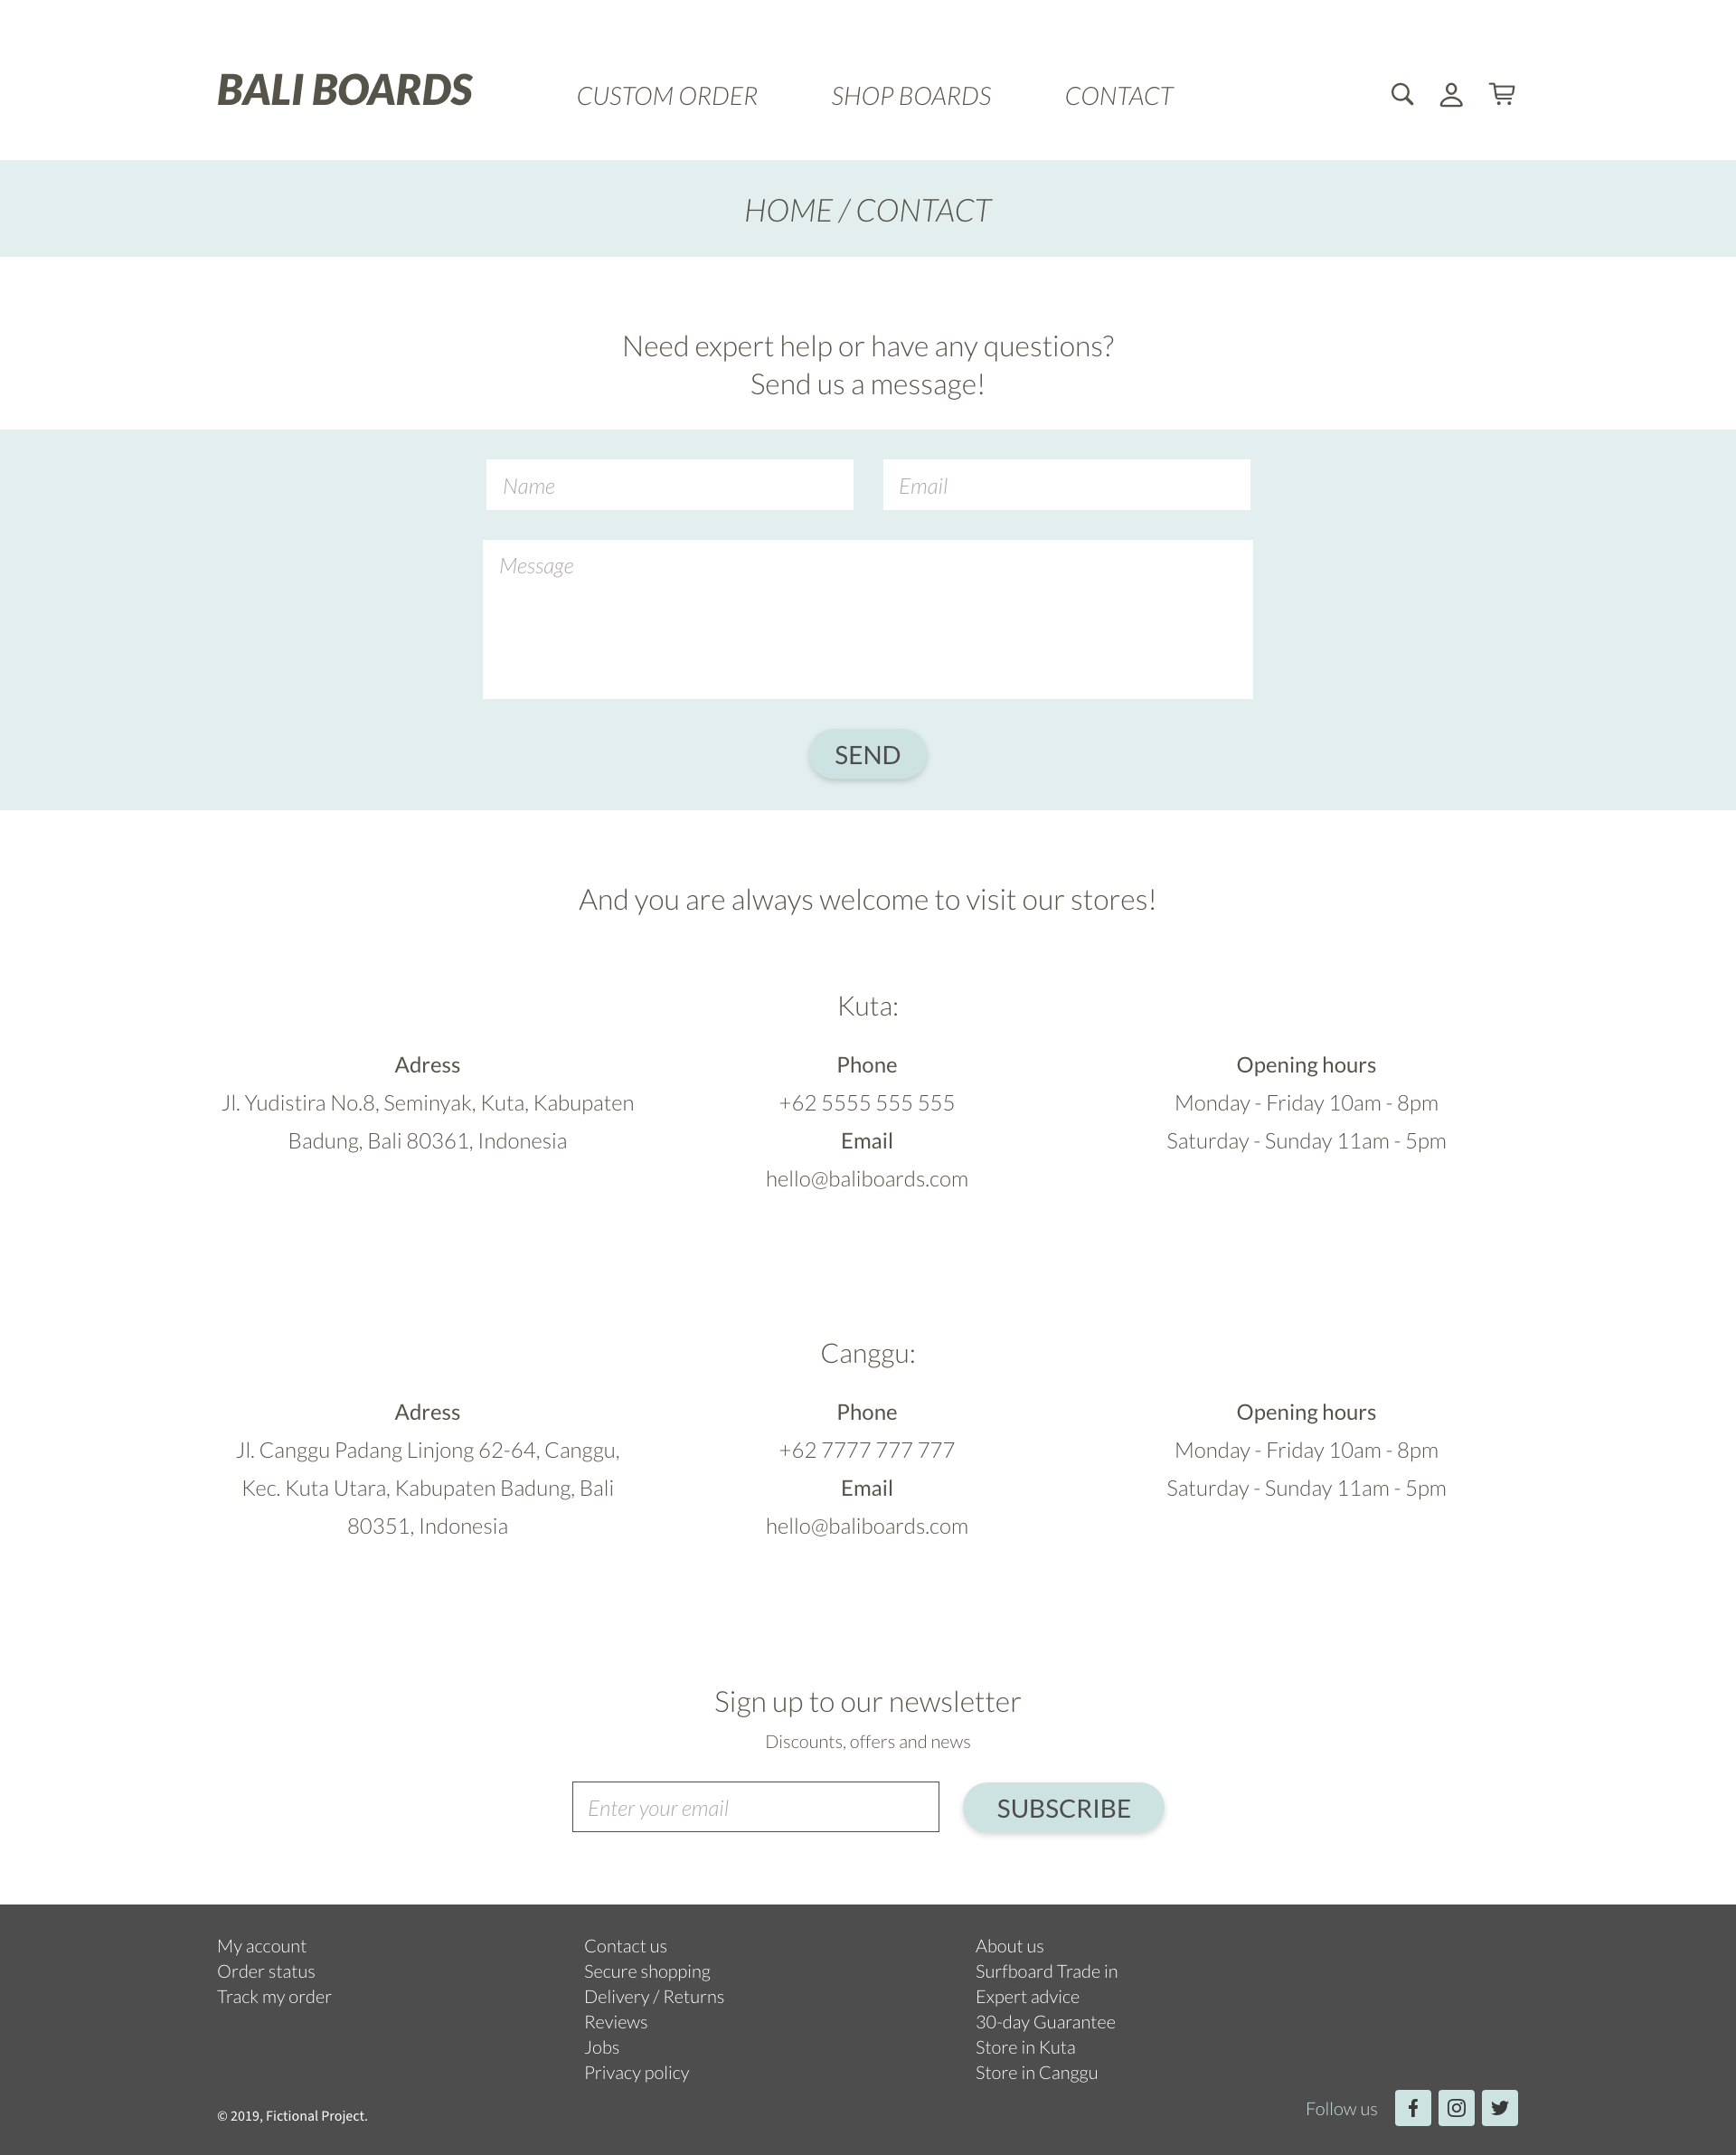 BALI BOARDS
CUSTOM ORDER
SHOP BOARDS
CONTACT
HOME / CONTACT
Need expert help or have any questions?
Send us a message!
Name
Email
Message
SEND
And you are always welcome to visit our stores!
Kuta:
Adress
Jl. Yudistira No.8, Seminyak, Kuta, Kabupaten
Badung, Bali 80361, Indonesia
Phone
+62 5555 555 555
Email
hello@baliboards.com
Opening hours
Monday - Friday 10am - 8pm
Saturday - Sunday 11am - 5pm
Canggu:
Adress
Jl. Canggu Padang Linjong 62-64, Canggu,
Kec. Kuta Utara, Kabupaten Badung, Bali
80351, Indonesia
Phone
+62 7777 777 777
Email
hello@baliboards.com
Opening hours
Monday - Friday 10am - 8pm
Saturday - Sunday 11am - 5pm
Sign up to our newsletter
Discounts, offers and news
Enter your email
SUBSCRIBE
My account
Order status
Track my order
Contact us
Secure shopping
Delivery / Returns
Reviews
Jobs
Privacy policy
About us
Surfboard Trade in
Expert advice
30-day Guarantee
Store in Kuta
Store in Canggu
© 2019, Fictional Project.
Follow us